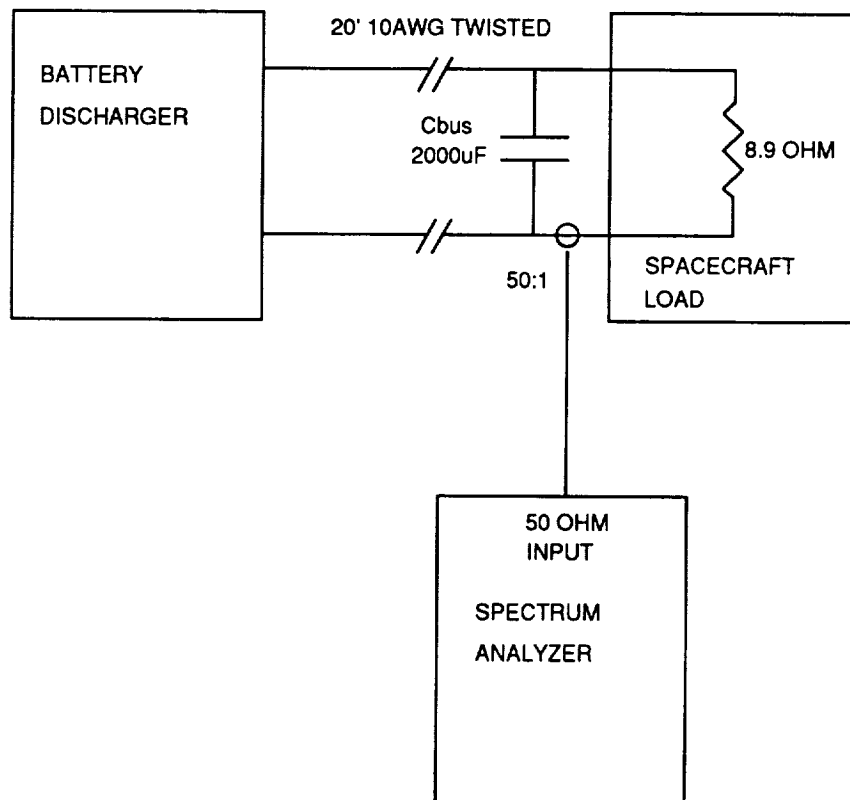 20' 10AWG TWISTED
BATTERY
DISCHARGER
Cbus
2000uF
8.9 OHM
50:1
SPACECRAFT
LOAD
50 OHM
INPUT
SPECTRUM
ANALYZER